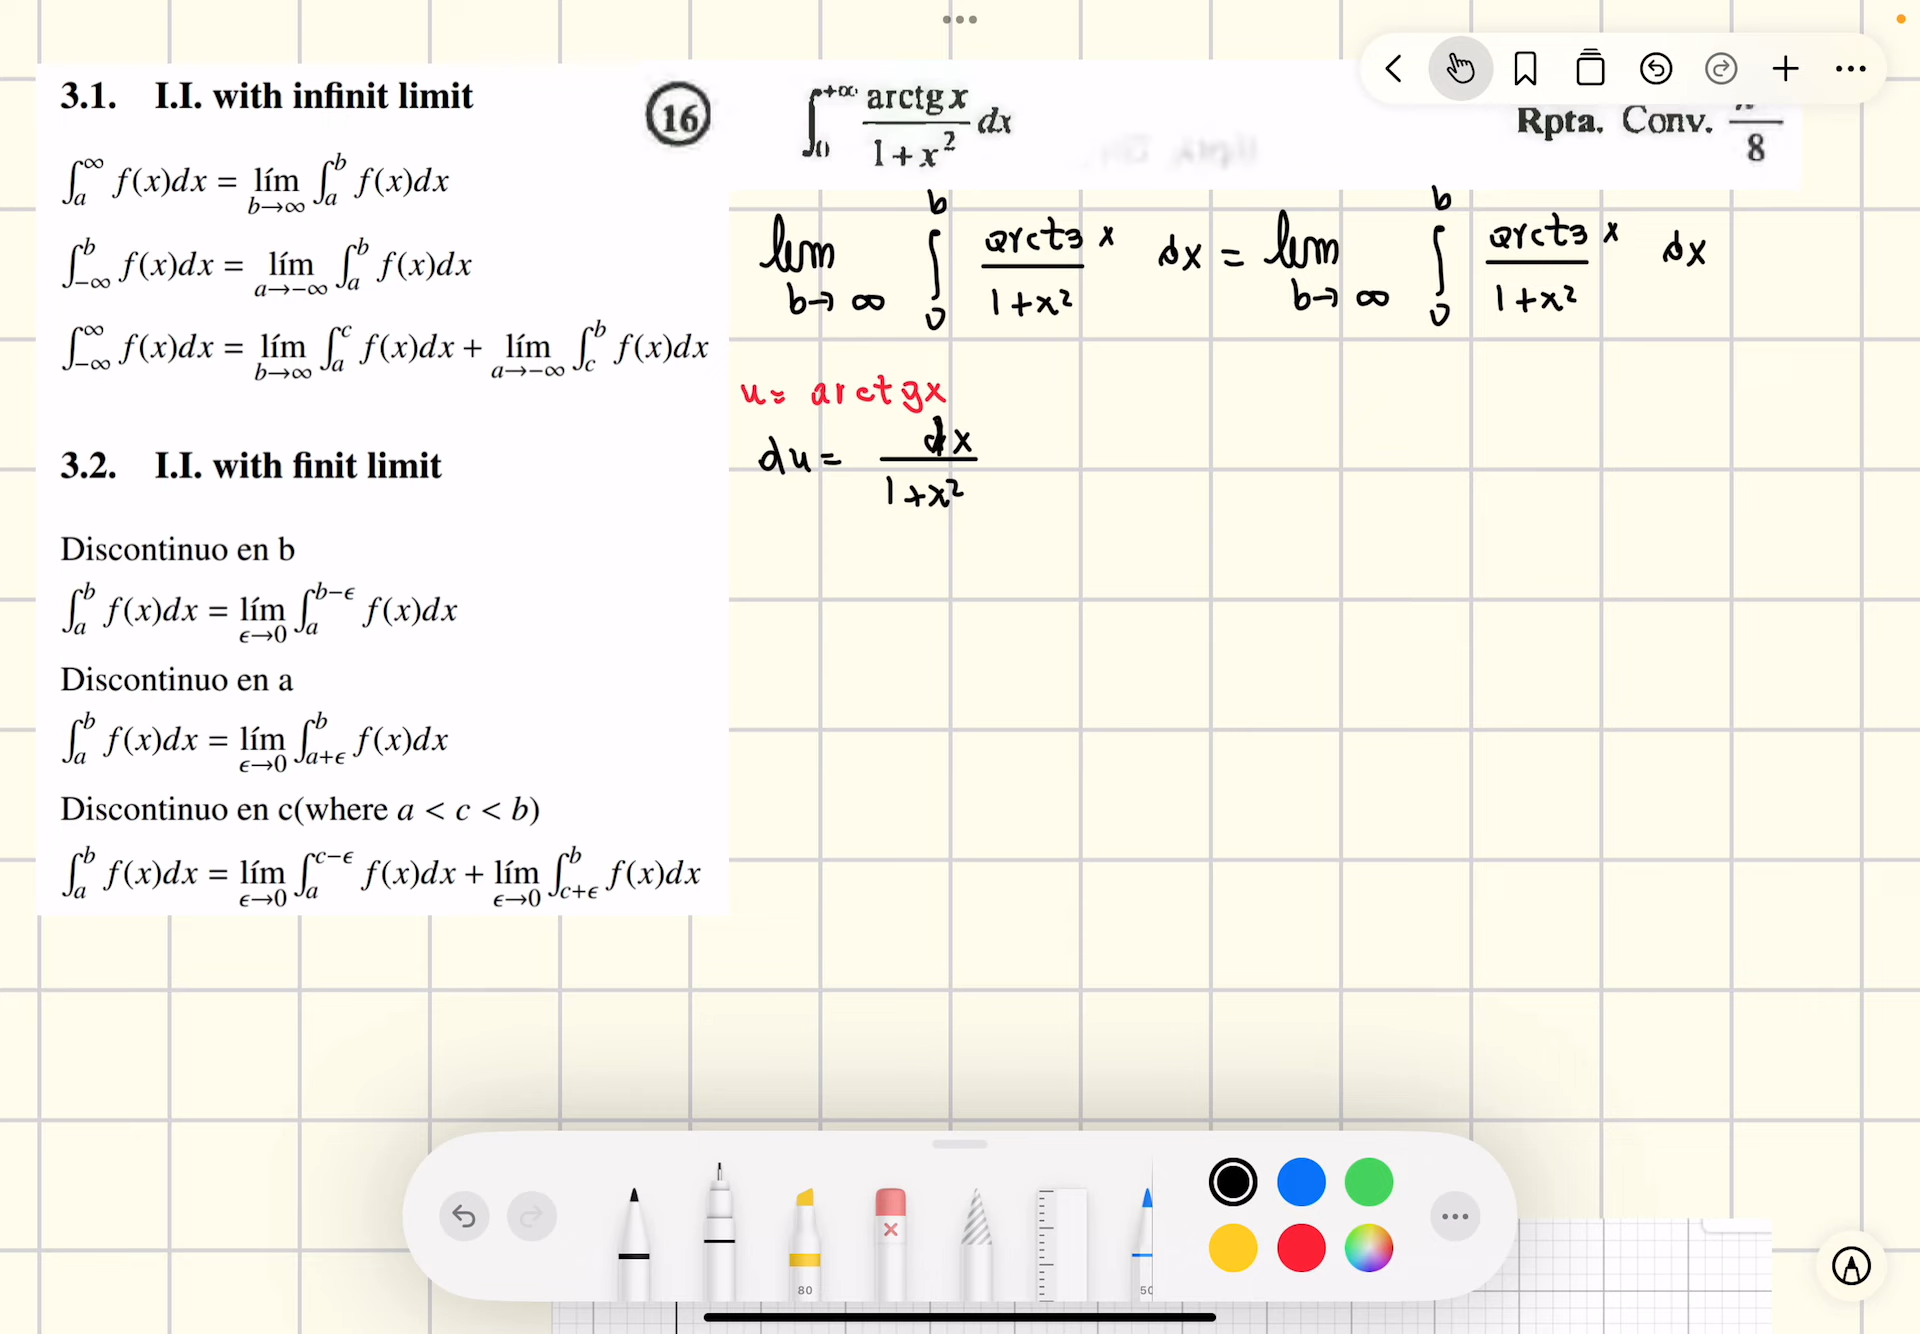 3.1. I.I. with infinit limit
∫_a^∞ f(x)dx = lím_{b→∞} ∫_a^b f(x)dx
∫_{-∞}^b f(x)dx = lím_{a→-∞} ∫_a^b f(x)dx
∫_{-∞}^∞ f(x)dx = lím_{b→∞} ∫_a^c f(x)dx + lím_{a→-∞} ∫_c^b f(x)dx
3.2. I.I. with finit limit
Discontinuo en b
∫_a^b f(x)dx = lím_{ϵ→0} ∫_a^{b-ϵ} f(x)dx
Discontinuo en a
∫_a^b f(x)dx = lím_{ϵ→0} ∫_{a+ϵ}^b f(x)dx
Discontinuo en c(where a < c < b)
∫_a^b f(x)dx = lím_{ϵ→0} ∫_a^{c-ϵ} f(x)dx + lím_{ϵ→0} ∫_{c+ϵ}^b f(x)dx
16 ∫_0^{+∞} arctg x / 1+x² dx Rpta. Conv. / 8
lim_{b→∞} ∫_0^b arctg x / 1+x² dx = lim_{b→∞} ∫_0^b arctg x / 1+x² dx
u= arctgx
du = dx / 1+x²
80
50